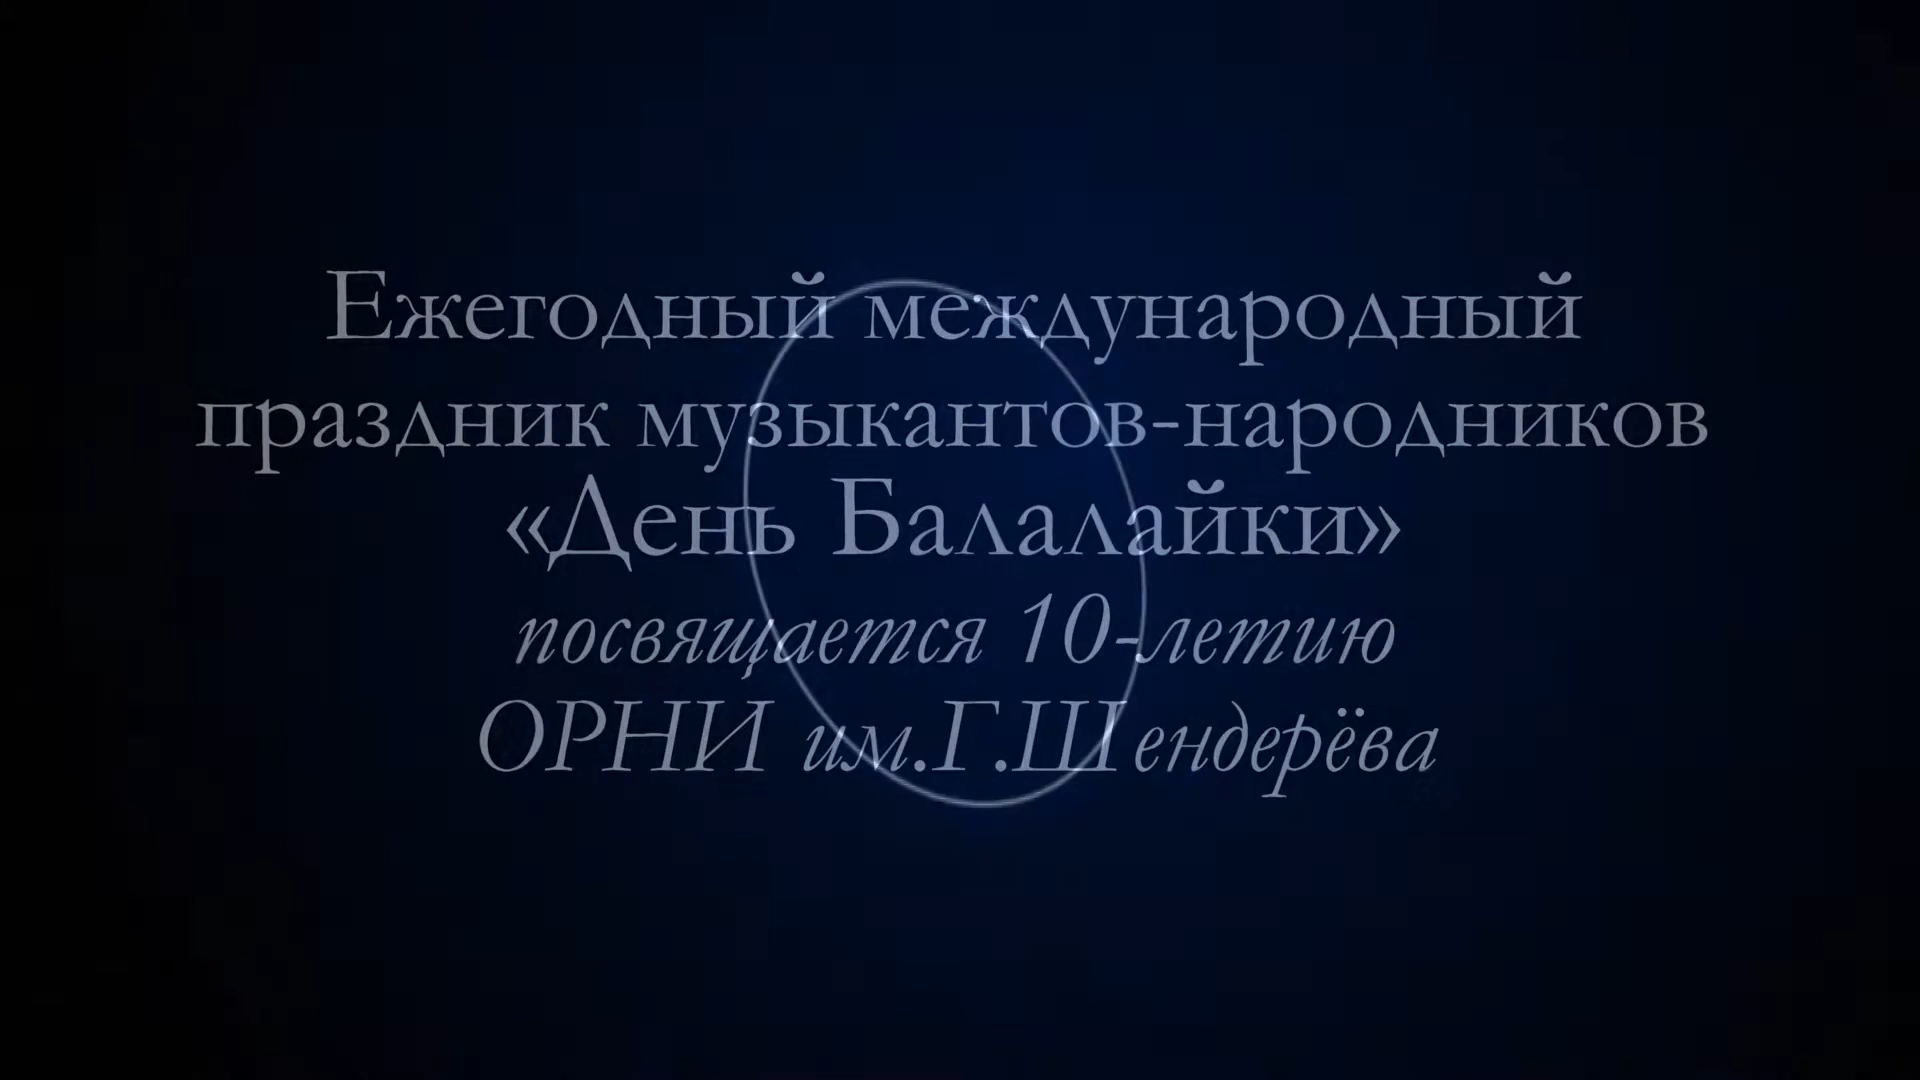 Ежегодный международный
праздник музыкантов-народников
«День Балалайки»
посвящается 10-летию
ОРНИ им.Г.Шендерёва